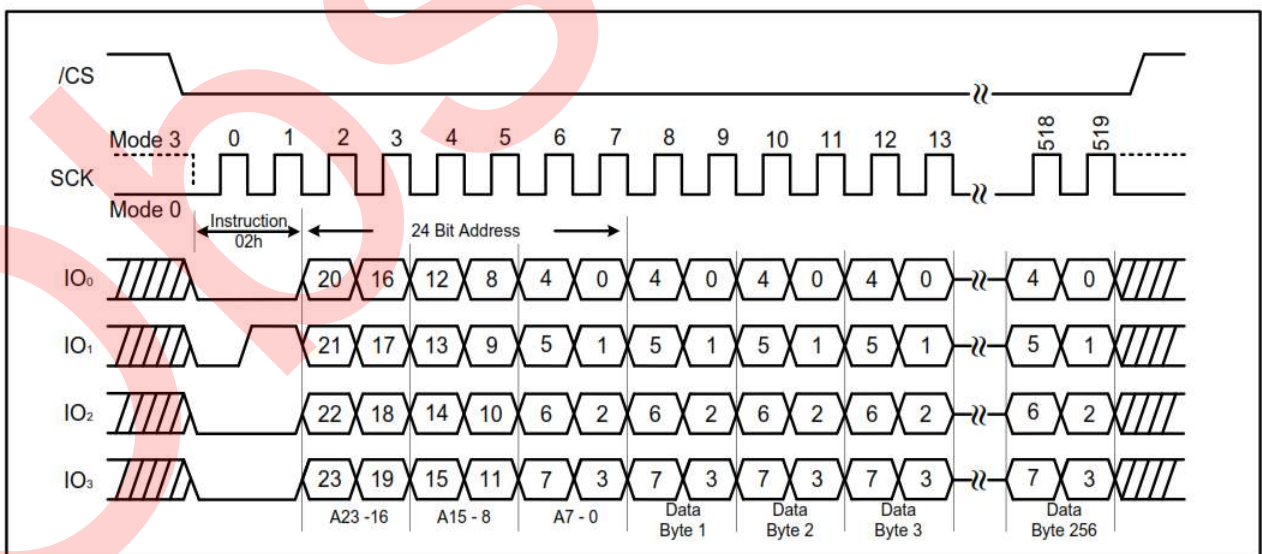 /CS
Mode 3 0 1 2 3 4 5 6 7 8 9 10 11 12 13 518 519
SCK
Mode 0
Instruction
02h
24 Bit Address
IO₀ 20 16 12 8 4 0 4 0 4 0 4 0 4 0
IO₁ 21 17 13 9 5 1 5 1 5 1 5 1 5 1
IO₂ 22 18 14 10 6 2 6 2 6 2 6 2 6 2
IO₃ 23 19 15 11 7 3 7 3 7 3 7 3 7 3
A23 -16 A15 - 8 A7 - 0 Data Data Data Data
Byte 1 Byte 2 Byte 3 Byte 256